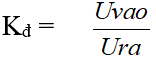 Kđ = Uvao / Ura